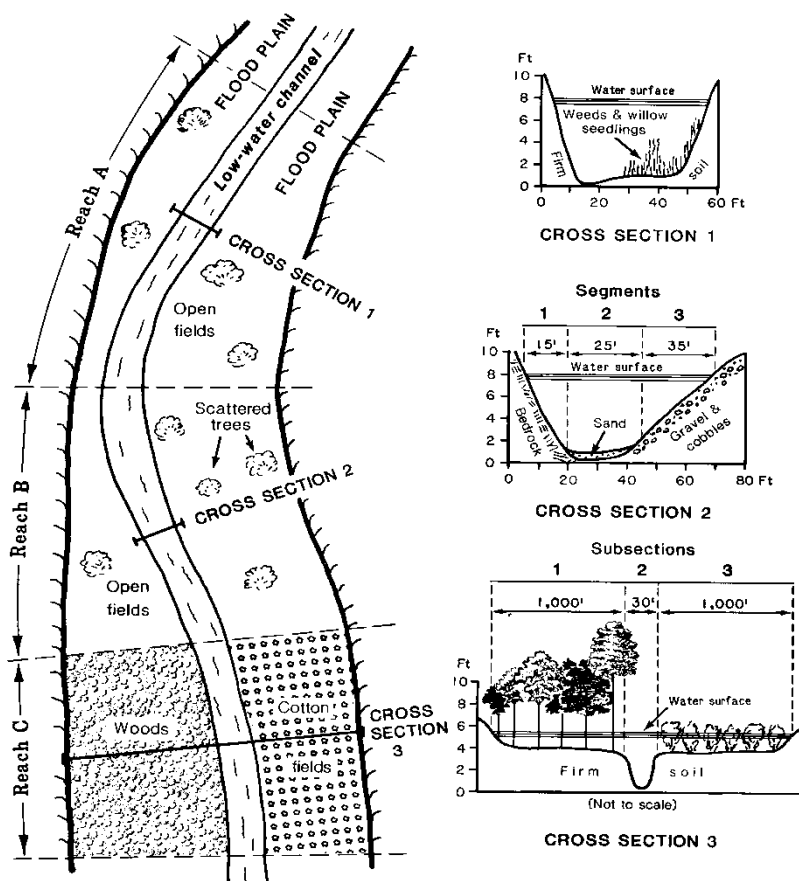 FLOOD PLAIN
Low-water channel
FLOOD PLAIN
Reach A
CROSS SECTION 1
Open
fields
Scattered
trees
CROSS SECTION 2
Reach B
Open
fields
Reach C
Woods
Cotton
fields
CROSS
SECTION
3
Ft
10
8
6
4
2
0
Water surface
Weeds & willow
seedlings
Firm
soil
0 20 40 60 Ft
CROSS SECTION 1
Segments
1 2 3
Ft
15' 25' 35'
10
8
6
4
2
0
Water surface
Bedrock
Sand
Gravel &
cobbles
0 20 40 60 80 Ft
CROSS SECTION 2
Subsections
1 2 3
1,000' 30' 1,000'
Ft
10
8
6
4
2
0
Water surface
Firm soil
(Not to scale)
CROSS SECTION 3